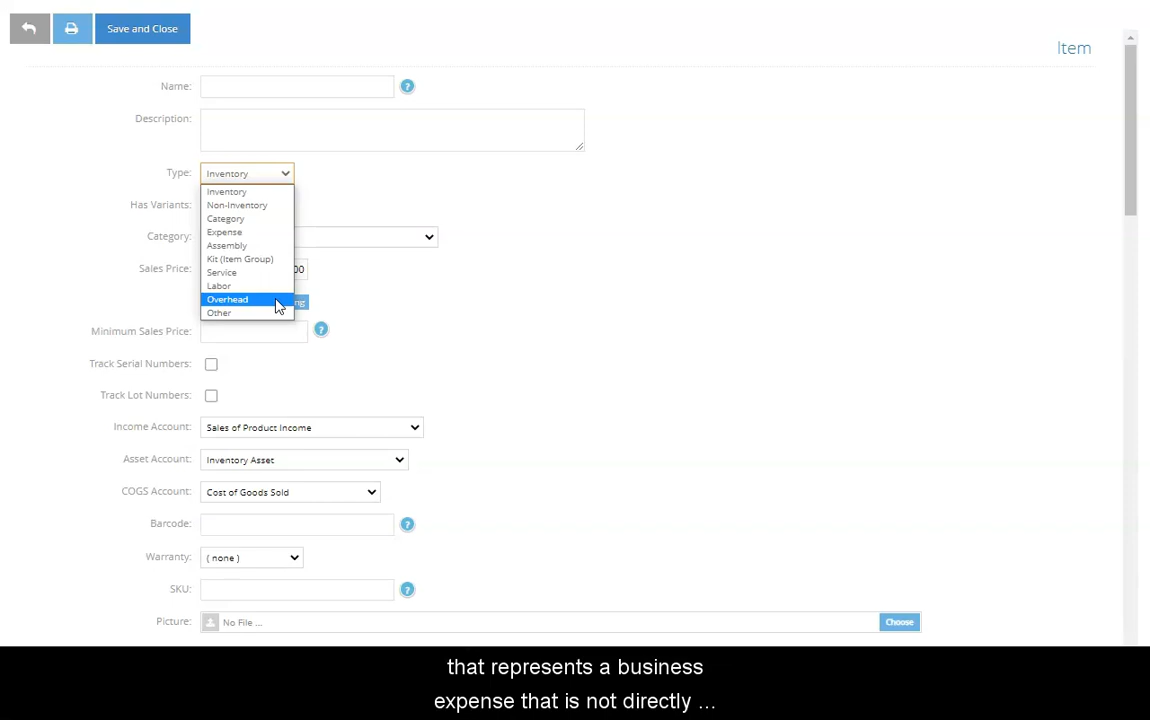 Save and Close
Item
Name:
?
Description:
Type:
Inventory
Inventory
Non-Inventory
Category
Expense
Assembly
Kit (Item Group)
Service
Labor
Overhead
Other
Has Variants:
Category:
Sales Price:
00
ng
Minimum Sales Price:
?
Track Serial Numbers:
Track Lot Numbers:
Income Account:
Sales of Product Income
Asset Account:
Inventory Asset
COGS Account:
Cost of Goods Sold
Barcode:
?
Warranty:
( none )
SKU:
?
Picture:
No File ...
Choose
that represents a business
expense that is not directly ...